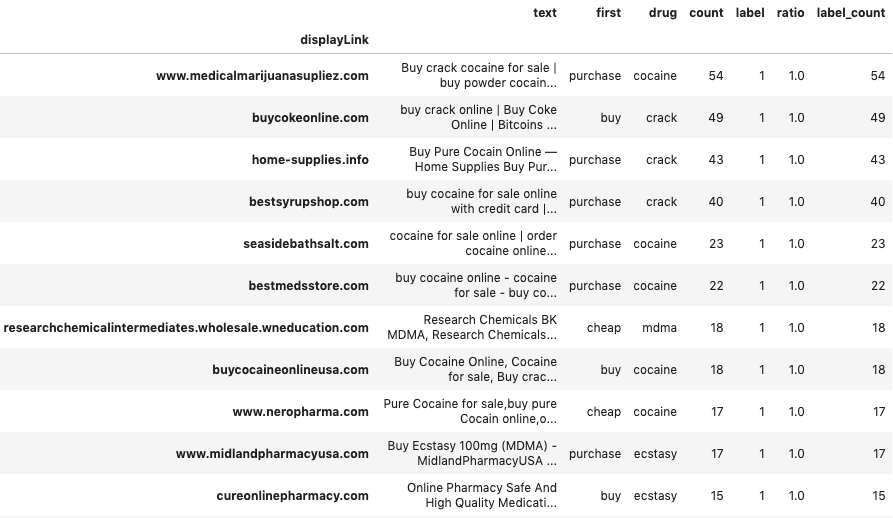 text first drug count label ratio label_count
displayLink
www.medicalmarijuanasupliez.com Buy crack cocaine for sale | buy powder cocain... purchase cocaine 54 1 1.0 54
buycokeonline.com buy crack online | Buy Coke Online | Bitcoins ... buy crack 49 1 1.0 49
home-supplies.info Buy Pure Cocain Online — Home Supplies Buy Pur... purchase crack 43 1 1.0 43
bestsyrupshop.com buy cocaine for sale online with credit card |... purchase crack 40 1 1.0 40
seasidebathsalt.com cocaine for sale online | order cocaine online... purchase cocaine 23 1 1.0 23
bestmedsstore.com buy cocaine online - cocaine for sale - buy co... purchase cocaine 22 1 1.0 22
researchchemicalintermediates.wholesale.wneducation.com Research Chemicals BK MDMA, Research Chemicals... cheap mdma 18 1 1.0 18
buycocaineonlineusa.com Buy Cocaine Online, Cocaine for sale, Buy crac... buy cocaine 18 1 1.0 18
www.neropharma.com Pure Cocaine for sale,buy pure Cocain online,o... cheap cocaine 17 1 1.0 17
www.midlandpharmacyusa.com Buy Ecstasy 100mg (MDMA) - MidlandPharmacyUSA ... purchase ecstasy 17 1 1.0 17
cureonlinepharmacy.com Online Pharmacy Safe And High Quality Medicati... buy ecstasy 15 1 1.0 15